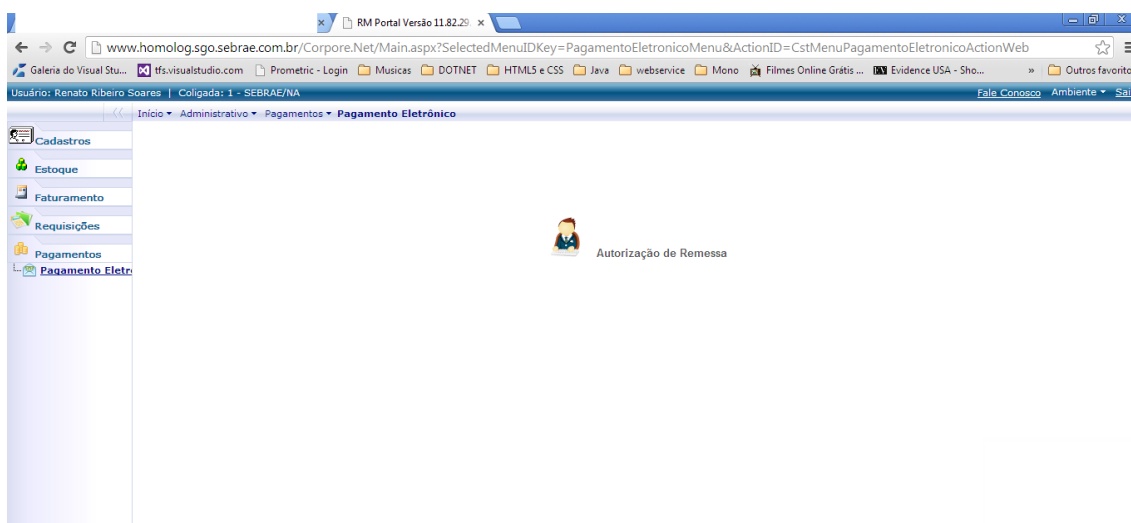 RM Portal Versão 11.82.29.
www.homolog.sgo.sebrae.com.br/Corpore.Net/Main.aspx?SelectedMenuIDKey=PagamentoEletronicoMenu&ActionID=CstMenuPagamentoEletronicoActionWeb
Galeria do Visual Stu... tfs.visualstudio.com Prometric - Login Musicas DOTNET HTML5 e CSS Java webservice Mono Filmes Online Grátis ... Evidence USA - Sho... » Outros favorito
Usuário: Renato Ribeiro Soares | Coligada: 1 - SEBRAE/NA Fale Conosco Ambiente Sai
Início Administrativo Pagamentos Pagamento Eletrônico
Cadastros
Estoque
Faturamento
Requisições
Pagamentos
Pagamento Eletr
Autorização de Remessa